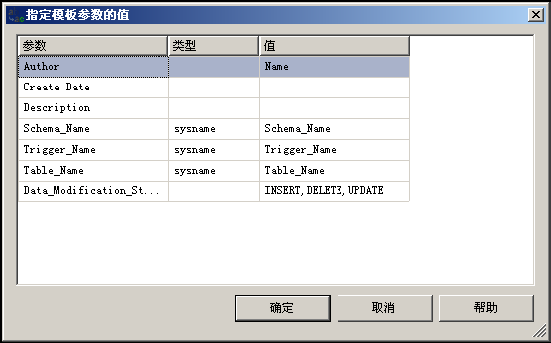 指定模板参数的值
参数 类型 值
Author Name
Create Date
Description
Schema_Name sysname Schema_Name
Trigger_Name sysname Trigger_Name
Table_Name sysname Table_Name
Data_Modification_St... INSERT,DELETE,UPDATE
确定 取消 帮助